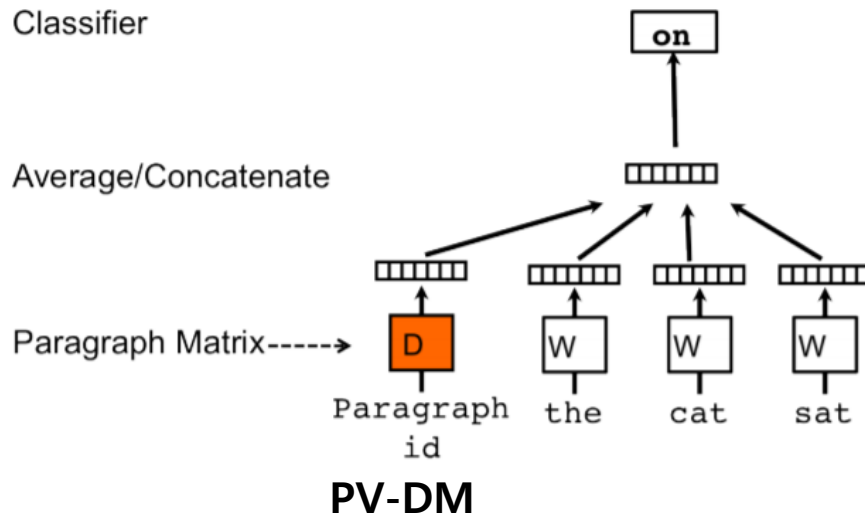 Classifier
on
Average/Concatenate
Paragraph Matrix
D
W
W
W
Paragraph
id
the
cat
sat
PV-DM